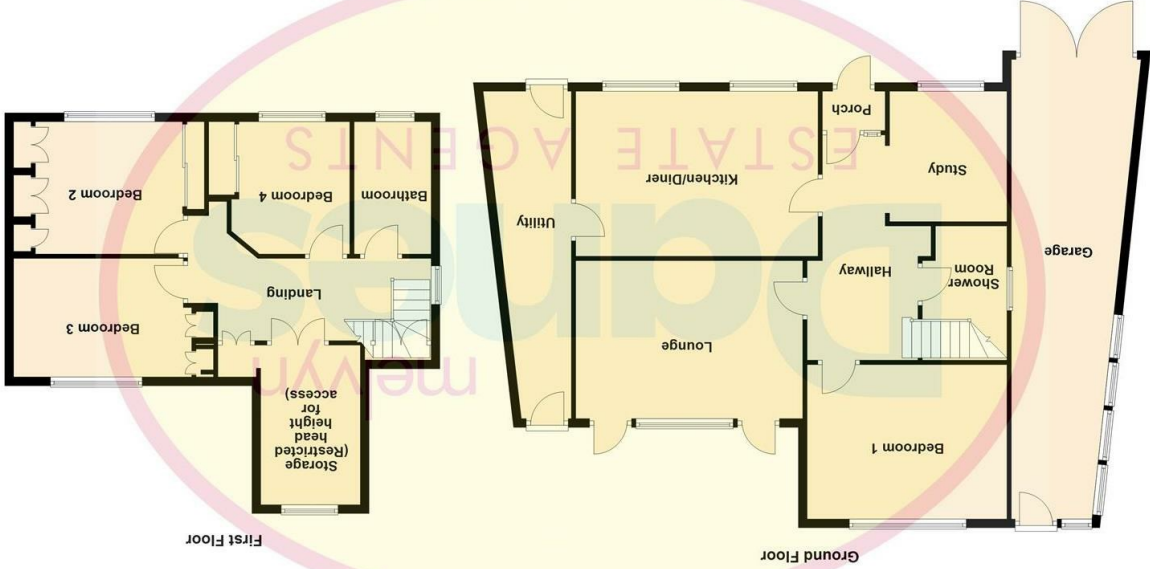 Ground Floor
First Floor
Bedroom 1
Storage
(Restricted
head
height
for
access)
melyn
Lounge
Bedroom 3
Shower
Room
Hallway
Landing
Garage
danes
Utility
Study
Kitchen/Diner
Bathroom
Bedroom 4
Bedroom 2
ESTATE AGENTS
Porch